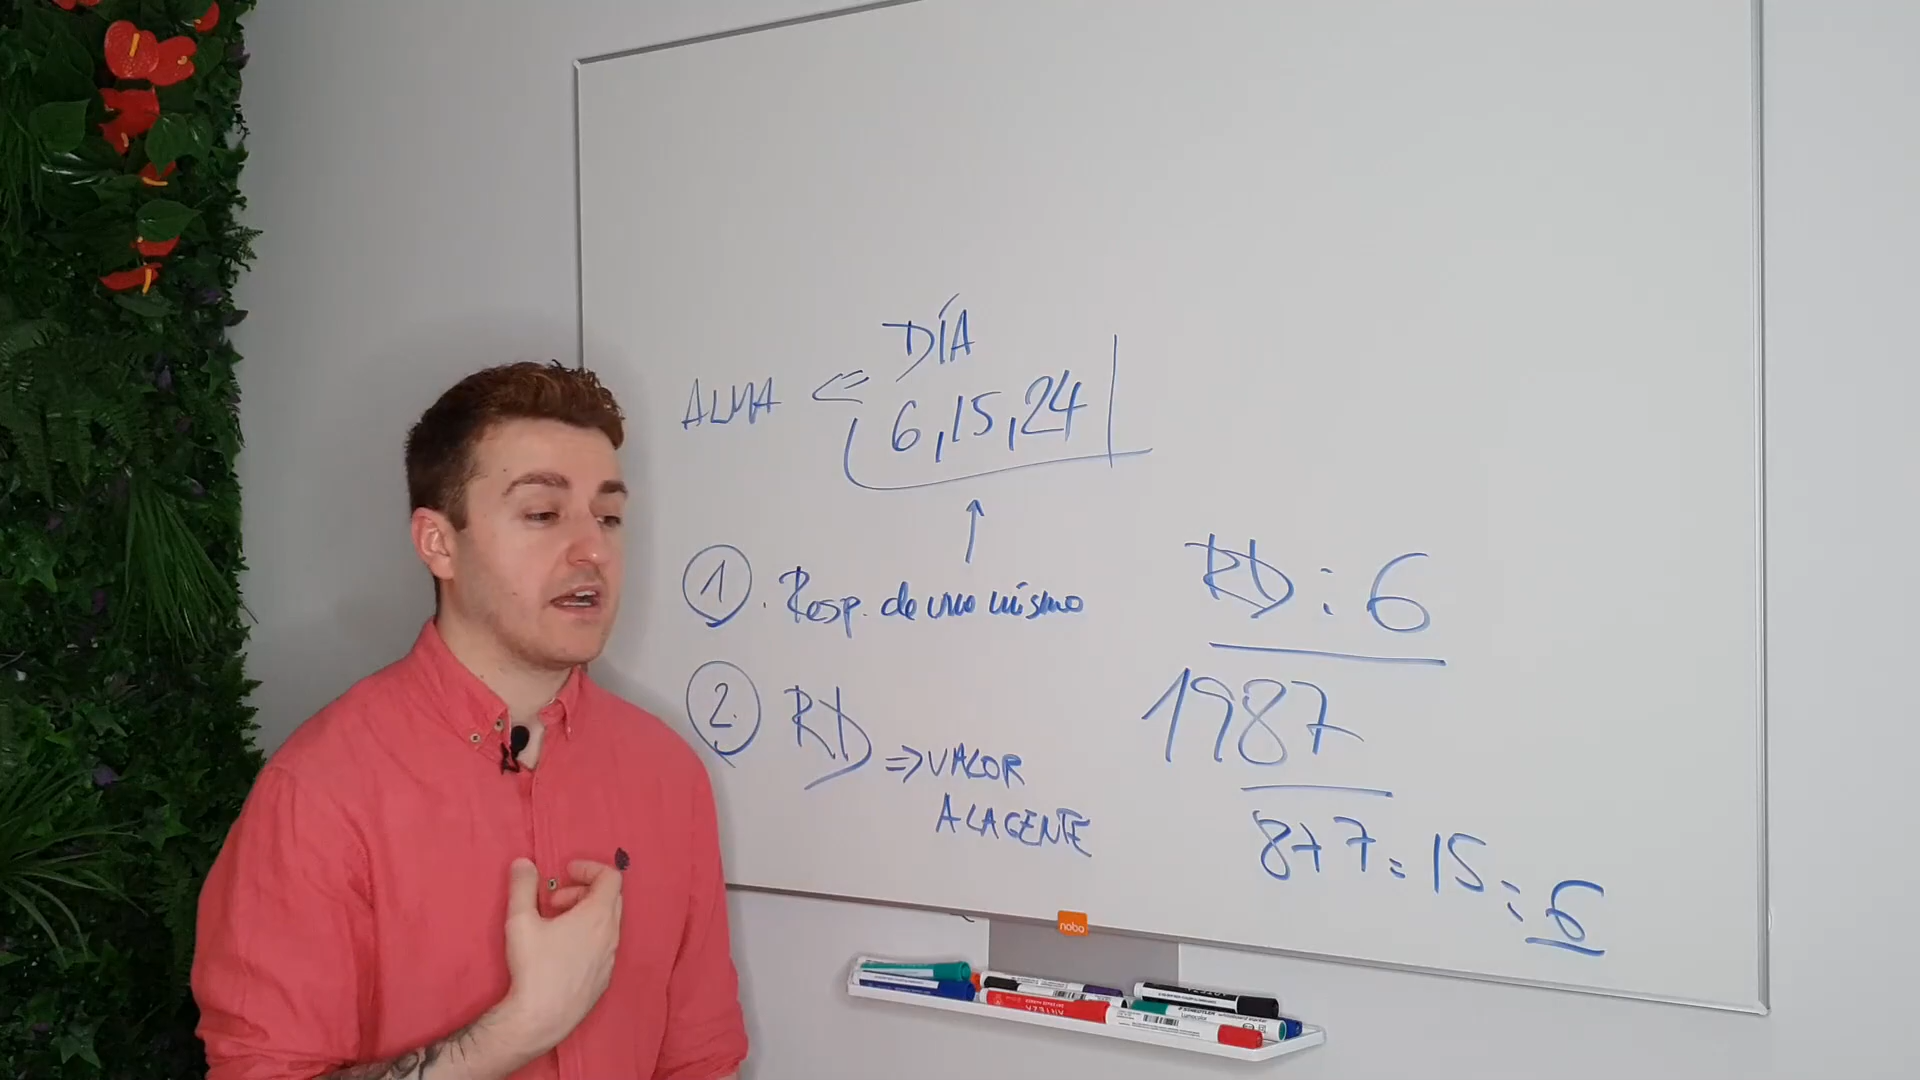 DÍA
ALMA <= 6,15,24
↑
1. Resp. de uno mismo
2. RD => VALOR
A LA GENTE
RD: 6
1987
8+7 = 15 = 6
nobo